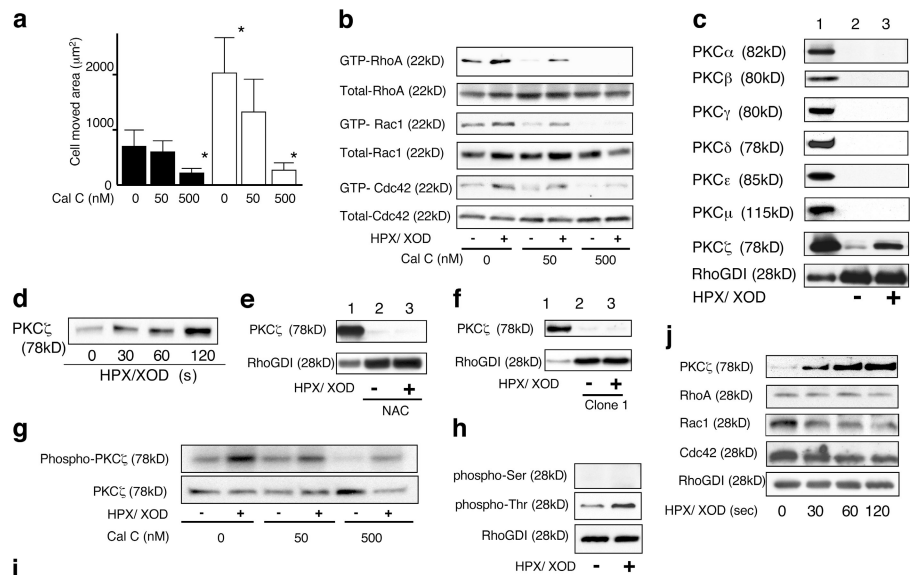 a
Cell moved area (μm2)
2000
1000
0
*
*
*
Cal C (nM)
0 50 500 0 50 500
b
GTP-RhoA (22kD)
Total-RhoA (22kD)
GTP- Rac1 (22kD)
Total-Rac1 (22kD)
GTP- Cdc42 (22kD)
Total-Cdc42 (22kD)
HPX/ XOD - + - + - +
Cal C (nM) 0 50 500
c
1 2 3
PKCα (82kD)
PKCβ (80kD)
PKCγ (80kD)
PKCδ (78kD)
PKCε (85kD)
PKCμ (115kD)
PKCζ (78kD)
RhoGDI (28kD)
HPX/ XOD - +
d
PKCζ (78kD)
0 30 60 120
HPX/XOD (s)
e
1 2 3
PKCζ (78kD)
RhoGDI (28kD)
HPX/ XOD - +
NAC
f
1 2 3
PKCζ (78kD)
RhoGDI (28kD)
HPX/ XOD - +
Clone 1
g
Phospho-PKCζ (78kD)
PKCζ (78kD)
HPX/ XOD - + - + - +
Cal C (nM) 0 50 500
h
phospho-Ser (28kD)
phospho-Thr (28kD)
RhoGDI (28kD)
HPX/ XOD - +
j
PKCζ (78kD)
RhoA (28kD)
Rac1 (28kD)
Cdc42 (28kD)
RhoGDI (28kD)
HPX/ XOD (sec) 0 30 60 120